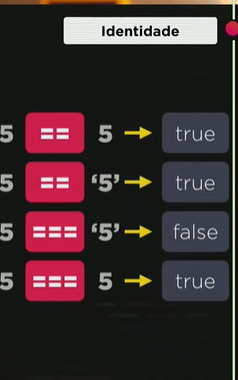 Identidade
5 == 5 → true
5 == ‘5’ → true
5 === ‘5’ → false
5 === 5 → true